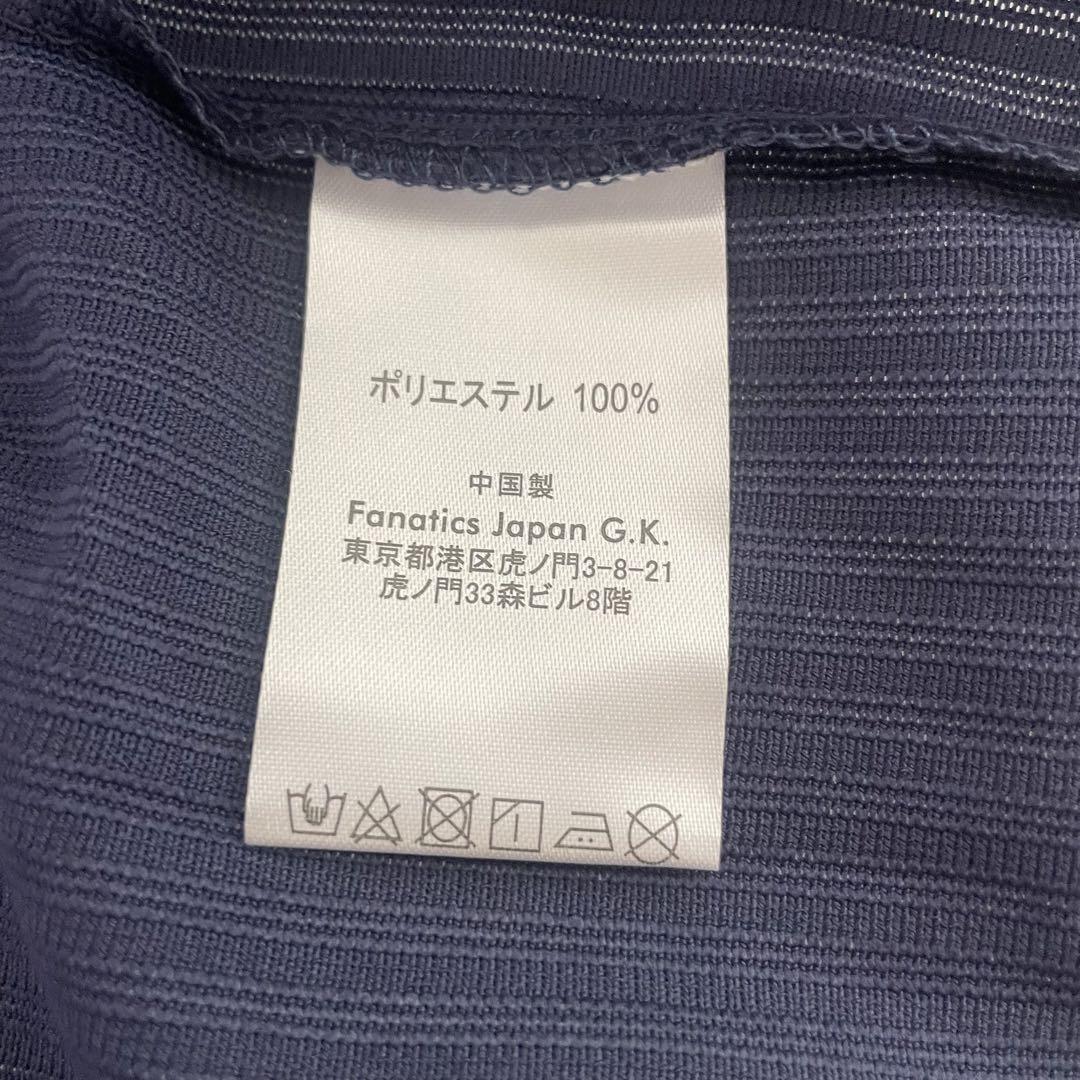 ポリエステル 100%
中国製
Fanatics Japan G.K.
東京都港区虎ノ門3-8-21
虎ノ門33森ビル8階